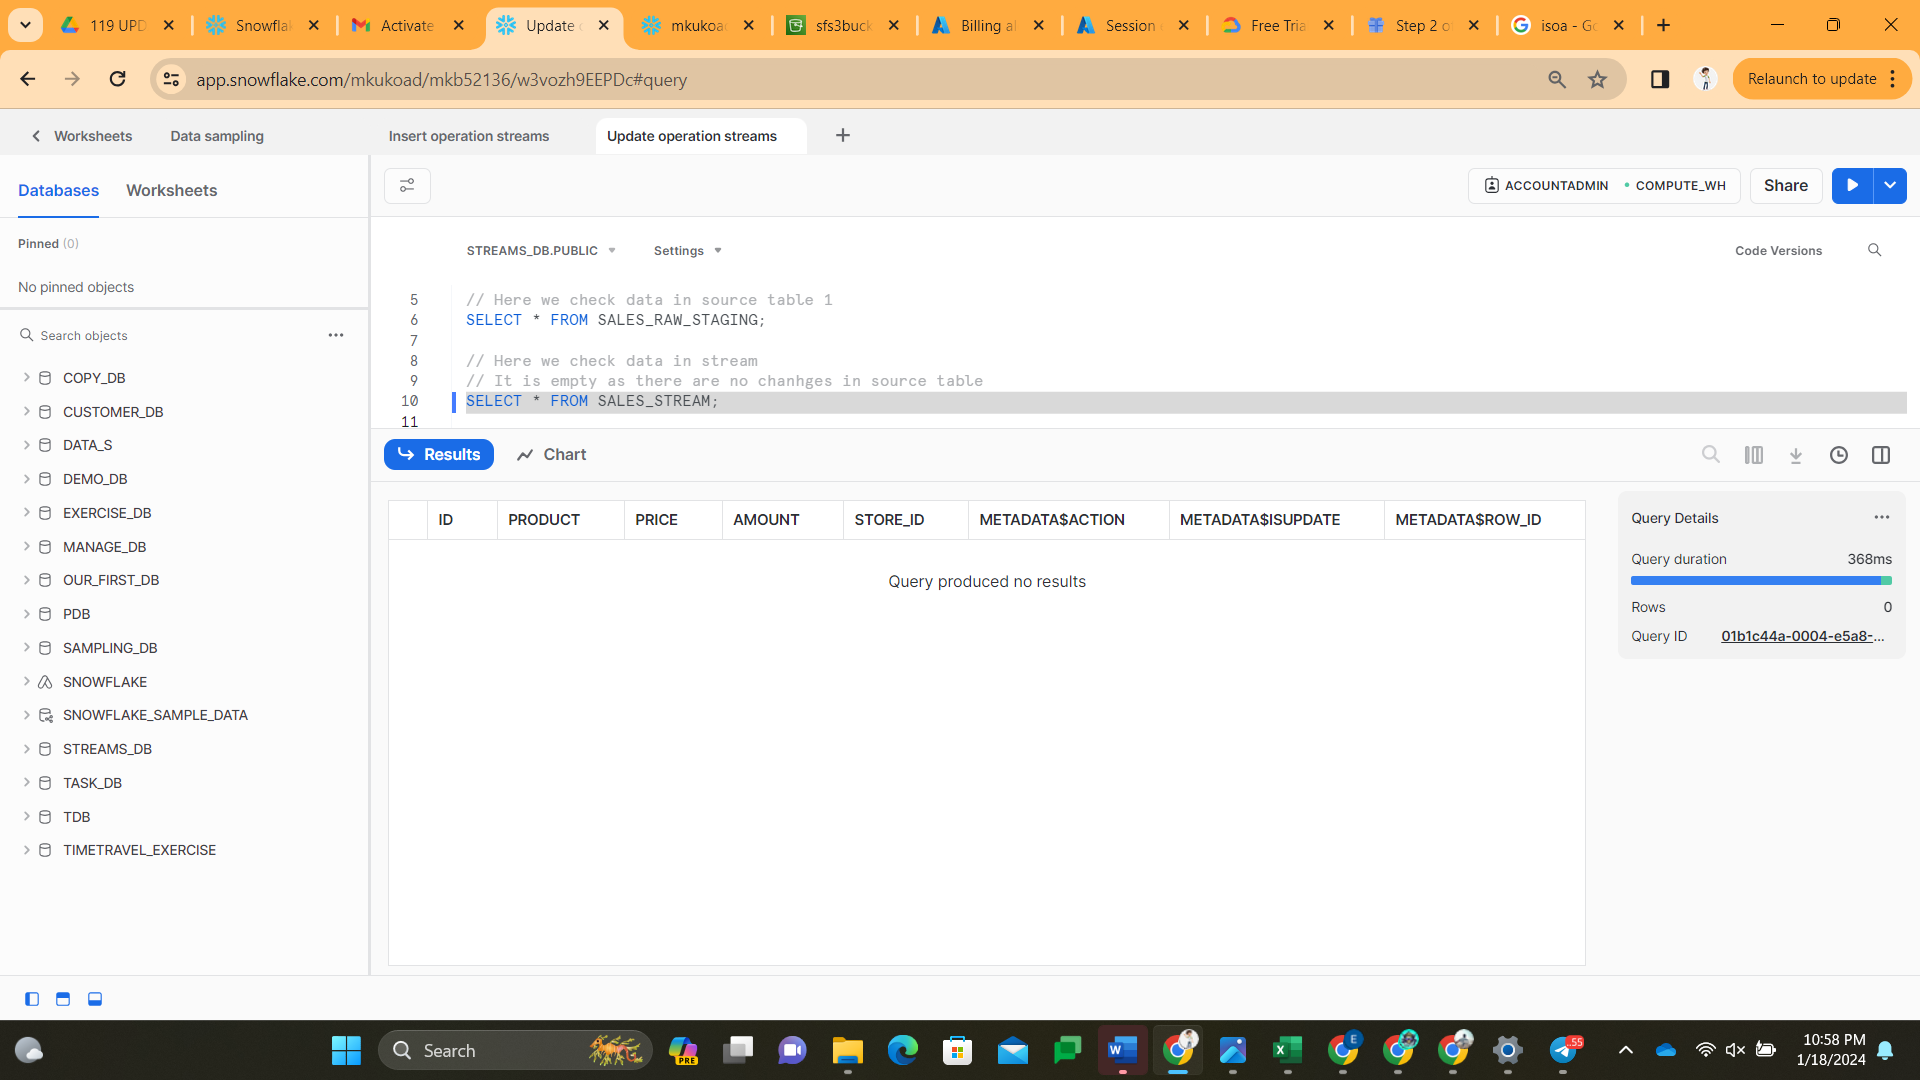 119 UPD
Snowflak
Activate
Update o
mkukoad
sfs3buck
Billing al
Session
Free Tria
Step 2 o
isoa - Go
app.snowflake.com/mkukoad/mkb52136/w3vozh9EEPDc#query
Relaunch to update
Worksheets
Data sampling
Insert operation streams
Update operation streams
Databases
Worksheets
ACCOUNTADMIN
COMPUTE_WH
Share
Pinned (0)
No pinned objects
STREAMS_DB.PUBLIC
Settings
Code Versions
Search objects
COPY_DB
CUSTOMER_DB
DATA_S
DEMO_DB
EXERCISE_DB
MANAGE_DB
OUR_FIRST_DB
PDB
SAMPLING_DB
SNOWFLAKE
SNOWFLAKE_SAMPLE_DATA
STREAMS_DB
TASK_DB
TDB
TIMETRAVEL_EXERCISE
5 // Here we check data in source table 1
6 SELECT * FROM SALES_RAW_STAGING;
7
8 // Here we check data in stream
9 // It is empty as there are no chanhges in source table
10 SELECT * FROM SALES_STREAM;
11
Results
Chart
ID PRODUCT PRICE AMOUNT STORE_ID METADATA$ACTION METADATA$ISUPDATE METADATA$ROW_ID
Query produced no results
Query Details
Query duration 368ms
Rows 0
Query ID 01b1c44a-0004-e5a8-...
Search
PRE
W
X
E
55
10:58 PM
1/18/2024